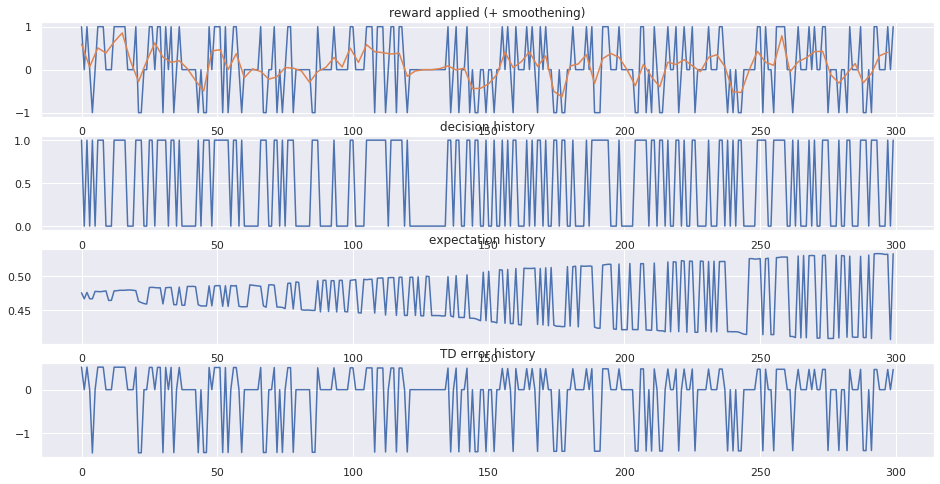 reward applied (+ smoothening)
1
0
−1
0 50 100 150 200 250 300
decision history
1.0
0.5
0.0
0 50 100 150 200 250 300
expectation history
0.50
0.45
0 50 100 150 200 250 300
TD error history
0
−1
0 50 100 150 200 250 300